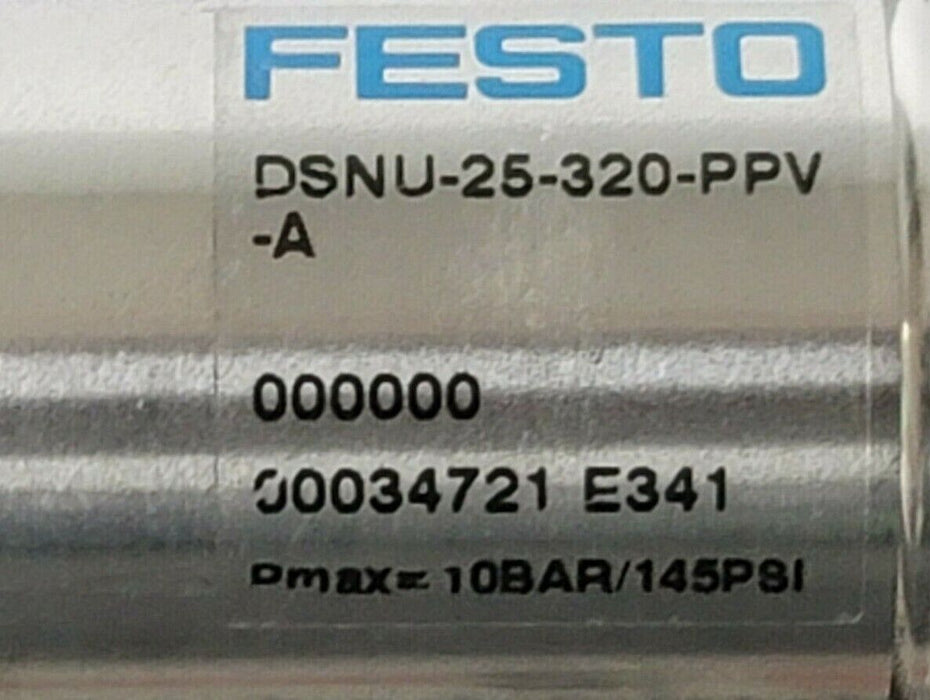 FESTO
DSNU-25-320-PPV
-A
000000
00034721 E341
Pmax= 10BAR/145PSI